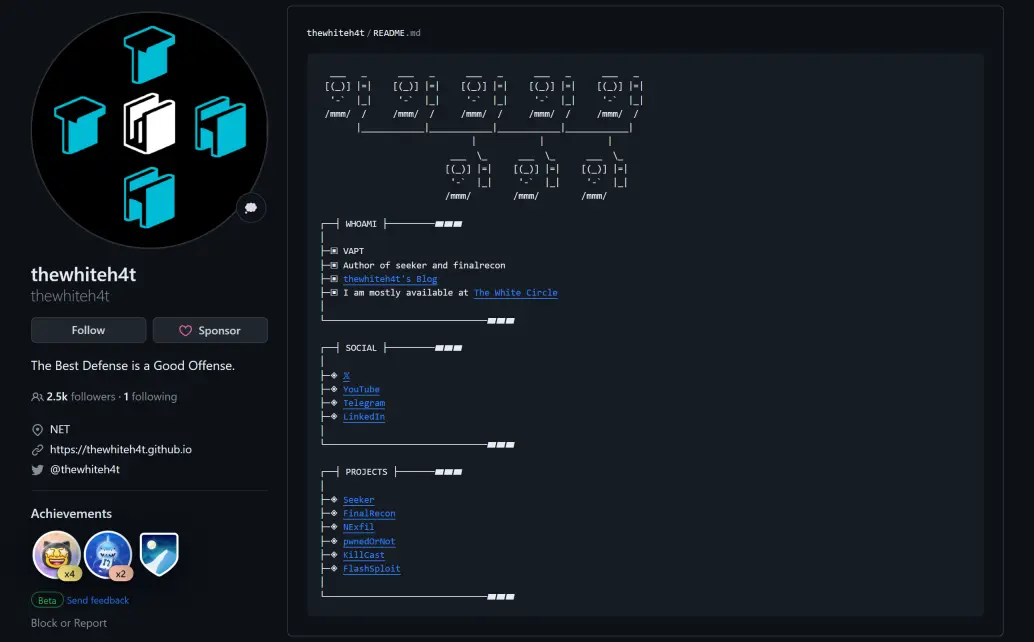 thewhiteh4t
thewhiteh4t
Follow
Sponsor
The Best Defense is a Good Offense.
2.5k followers · 1 following
NET
https://thewhiteh4t.github.io
@thewhiteh4t
Achievements
x4
x2
Beta Send feedback
Block or Report
thewhiteh4t / README.md
WHOAMI
VAPT
Author of seeker and finalrecon
thewhiteh4t's Blog
I am mostly available at The White Circle
SOCIAL
𝕏
YouTube
Telegram
LinkedIn
PROJECTS
Seeker
FinalRecon
NExfil
pwnedOrNot
KillCast
FlashSploit